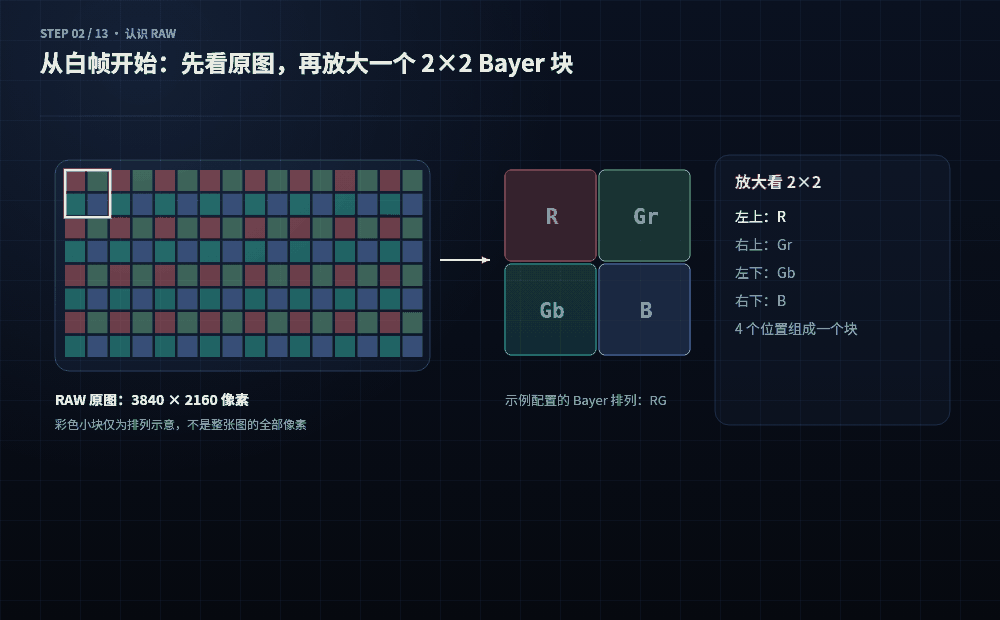 STEP 02 / 13 · 认识 RAW
从白帧开始：先看原图，再放大一个 2×2 Bayer 块
R
Gr
Gb
B
RAW 原图：3840 × 2160 像素
彩色小块仅为排列示意，不是整张图的全部像素
示例配置的 Bayer 排列：RG
放大看 2×2
左上：R
右上：Gr
左下：Gb
右下：B
4 个位置组成一个块